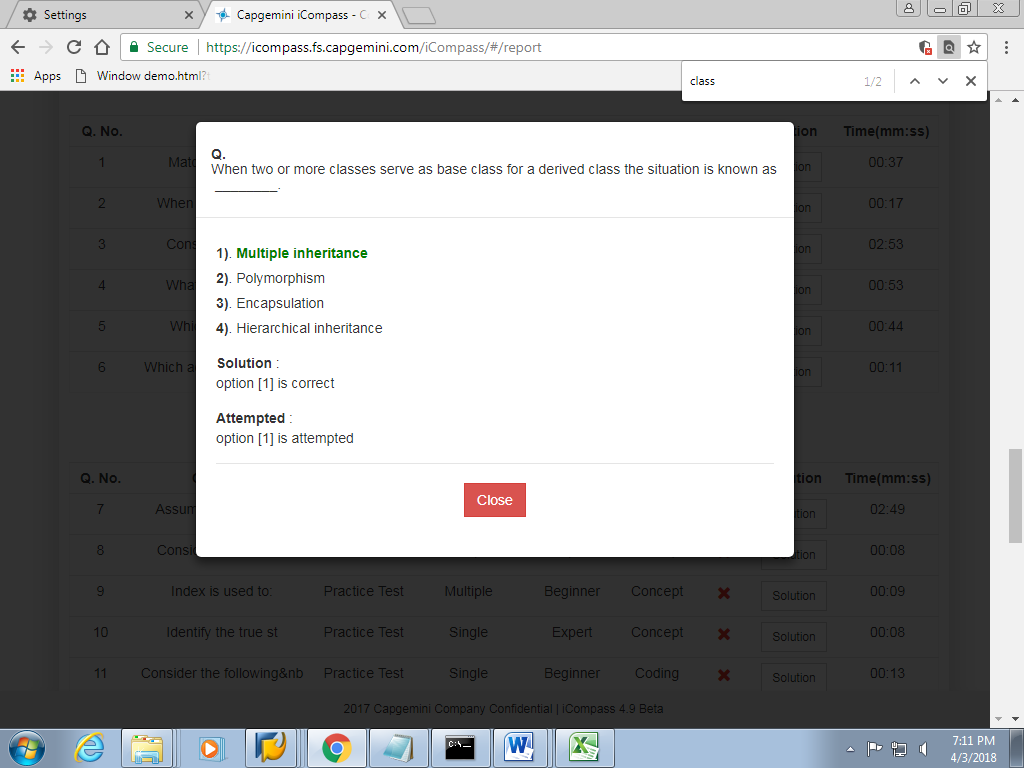 Settings
Capgemini iCompass - C
Secure
https://icompass.fs.capgemini.com/iCompass/#/report
Apps
Window demo.html?
class
1/2
Q. No.
Time(mm:ss)
1
00:37
2
When
00:17
3
Cons
02:53
4
Wha
00:53
5
Whi
00:44
6
Which a
00:11
Q.
When two or more classes serve as base class for a derived class the situation is known as
________.
1). Multiple inheritance
2). Polymorphism
3). Encapsulation
4). Hierarchical inheritance
Solution :
option [1] is correct
Attempted :
option [1] is attempted
Close
Q. No.
Time(mm:ss)
7
Assum
02:49
8
Consi
00:08
9 Index is used to: Practice Test Multiple Beginner Concept Solution 00:09
10 Identify the true st Practice Test Single Expert Concept Solution 00:08
11 Consider the following&nb Practice Test Single Beginner Coding Solution 00:13
2017 Capgemini Company Confidential | iCompass 4.9 Beta
7:11 PM
4/3/2018